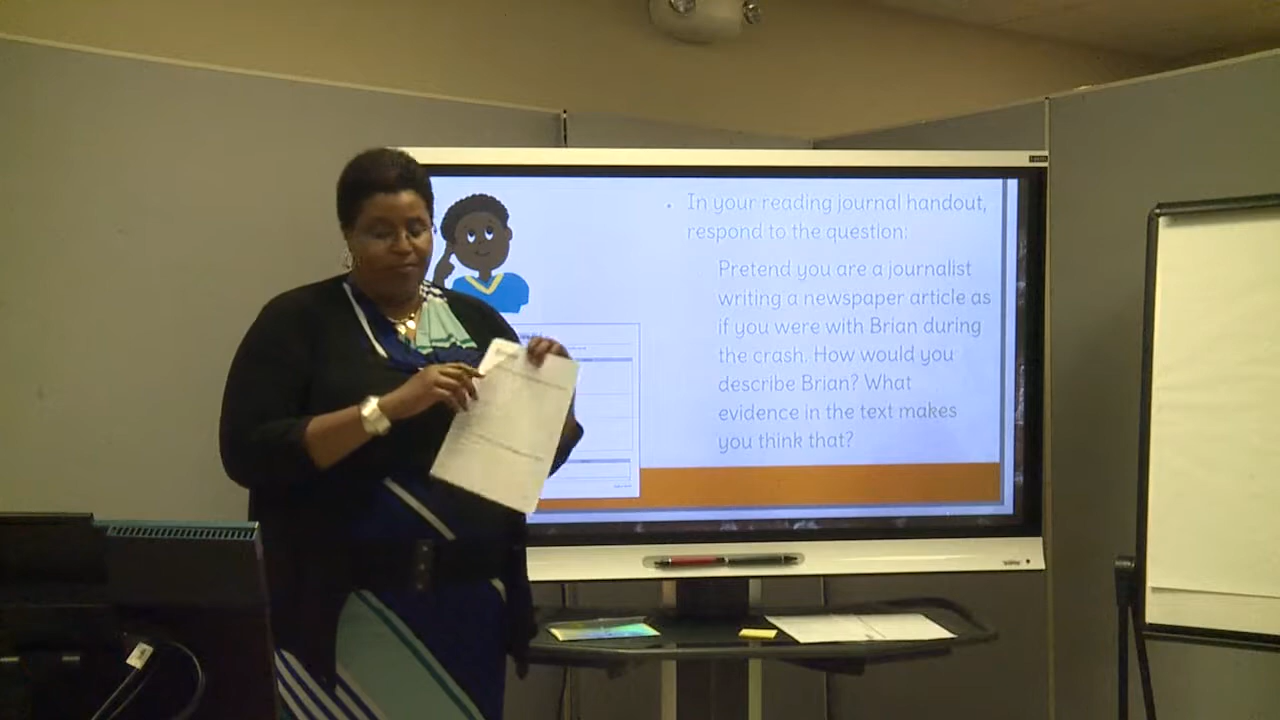 In your reading journal handout,
respond to the question:
Pretend you are a journalist
writing a newspaper article as
if you were with Brian during
the crash. How would you
describe Brian? What
evidence in the text makes
you think that?